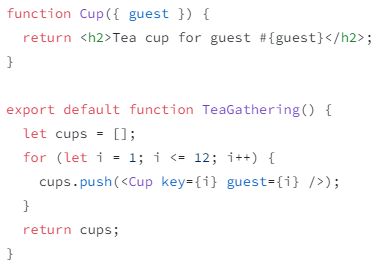 function Cup({ guest }) {
  return <h2>Tea cup for guest #{guest}</h2>;
}

export default function TeaGathering() {
  let cups = [];
  for (let i = 1; i <= 12; i++) {
    cups.push(<Cup key={i} guest={i} />);
  }
  return cups;
}